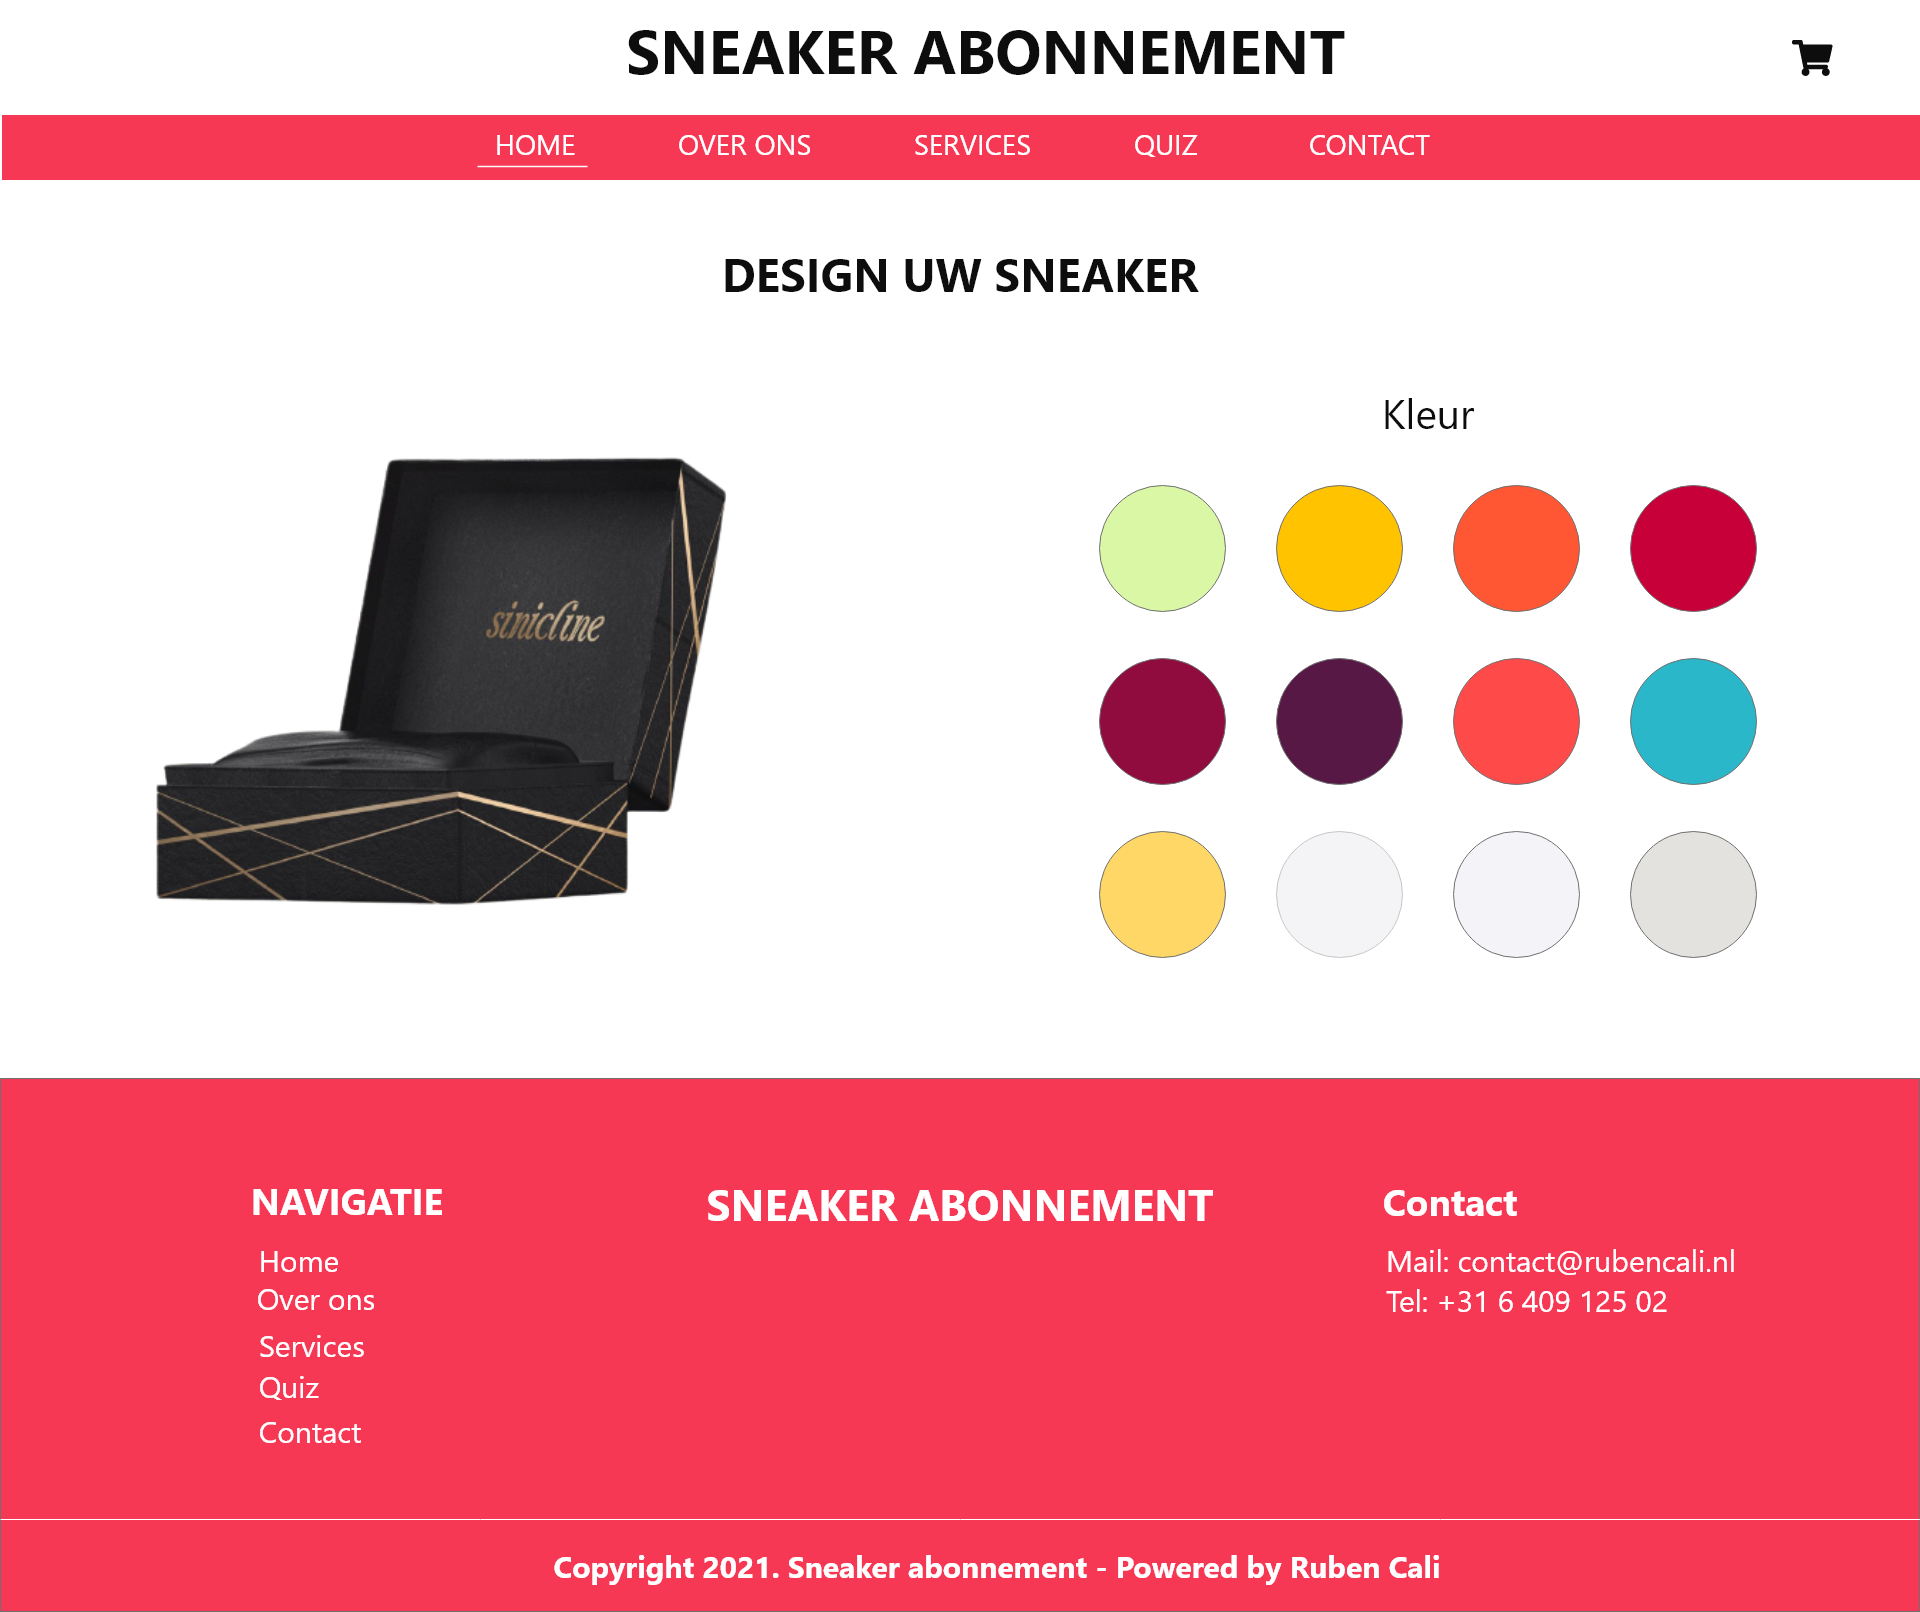 SNEAKER ABONNEMENT
HOME OVER ONS SERVICES QUIZ CONTACT
DESIGN UW SNEAKER
Kleur
sinicline
NAVIGATIE
Home
Over ons
Services
Quiz
Contact
SNEAKER ABONNEMENT
Contact
Mail: contact@rubencali.nl
Tel: +31 6 409 125 02
Copyright 2021. Sneaker abonnement - Powered by Ruben Cali